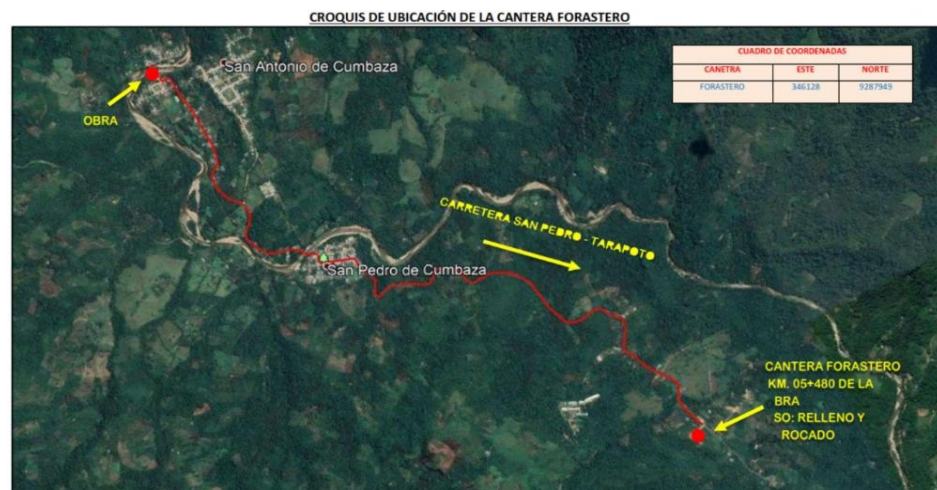 CROQUIS DE UBICACIÓN DE LA CANTERA FORASTERO
CUADRO DE COORDENADAS
CANETRA ESTE NORTE
FORASTERO 346128 9287949
San Antonio de Cumbaza
OBRA
CARRETERA SAN PEDRO - TARAPOTO
San Pedro de Cumbaza
CANTERA FORASTERO
KM. 05+480 DE LA
BRA
SO: RELLENO Y
ROCADO